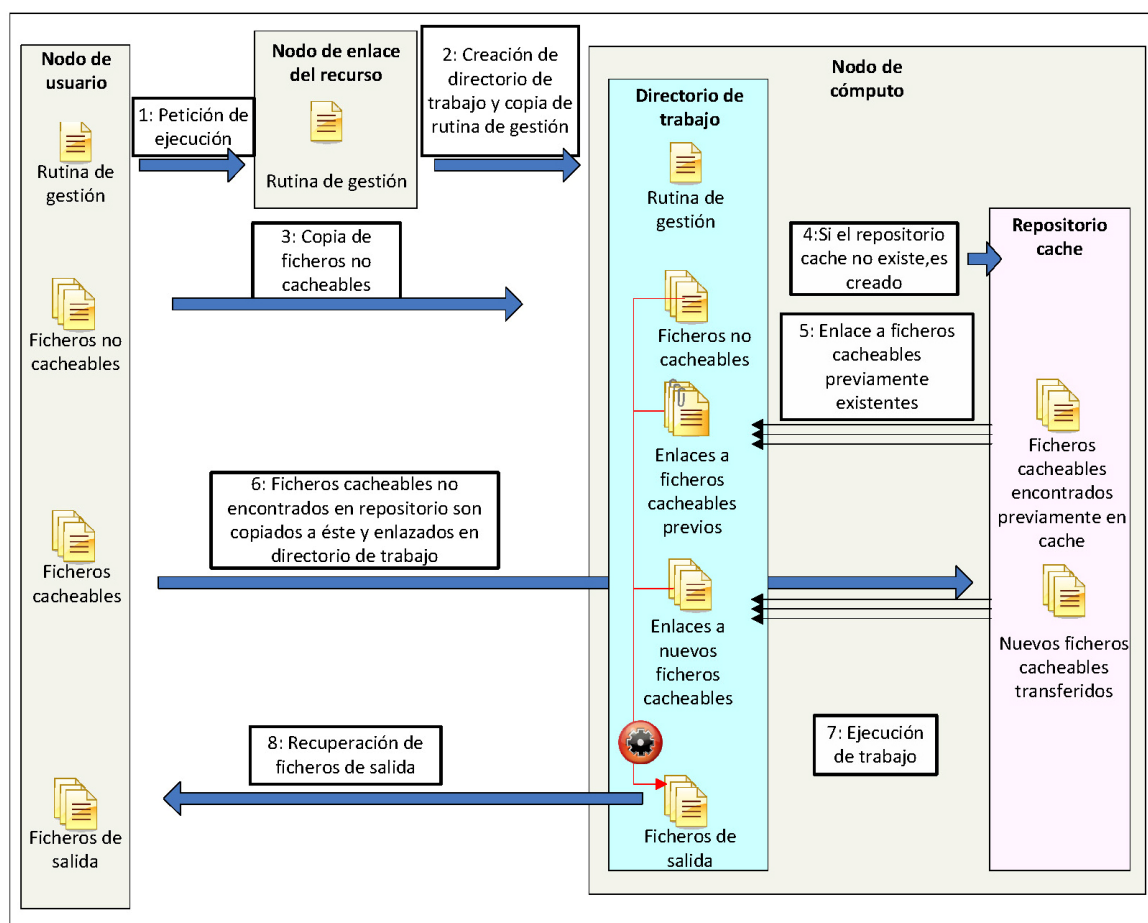 Nodo de
usuario
Rutina de
gestión
Ficheros no
cacheables
Ficheros
cacheables
Ficheros de
salida
1: Petición de
ejecución
Nodo de enlace
del recurso
Rutina de gestión
2: Creación de
directorio de
trabajo y copia de
rutina de gestión
3: Copia de
ficheros no
cacheables
6: Ficheros cacheables no
encontrados en repositorio son
copiados a éste y enlazados en
directorio de trabajo
8: Recuperación de
ficheros de salida
Nodo de
cómputo
Directorio de
trabajo
Rutina de
gestión
Ficheros no
cacheables
Enlaces a
ficheros
cacheables
previos
Enlaces a
nuevos
ficheros
cacheables
Ficheros de
salida
4:Si el repositorio
cache no existe,es
creado
5: Enlace a ficheros
cacheables
previamente
existentes
7: Ejecución
de trabajo
Repositorio
cache
Ficheros
cacheables
encontrados
previamente en
cache
Nuevos ficheros
cacheables
transferidos